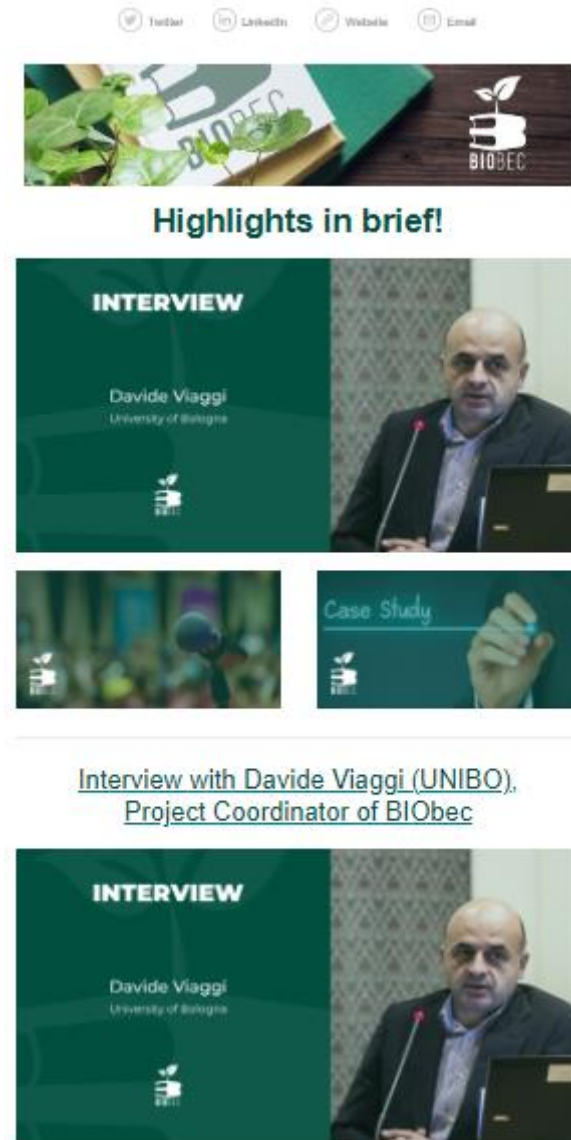 Twitter LinkedIn Website Email
BIOBEC
BIOBEC
Highlights in brief!
INTERVIEW
Davide Viaggi
University of Bologna
Case Study
Interview with Davide Viaggi (UNIBO),
Project Coordinator of BIObec
INTERVIEW
Davide Viaggi
University of Bologna